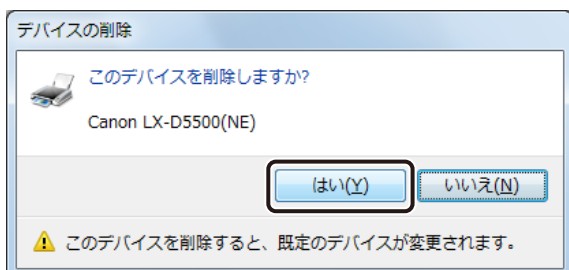 デバイスの削除
このデバイスを削除しますか?
Canon LX-D5500(NE)
はい(Y) いいえ(N)
このデバイスを削除すると、既定のデバイスが変更されます。